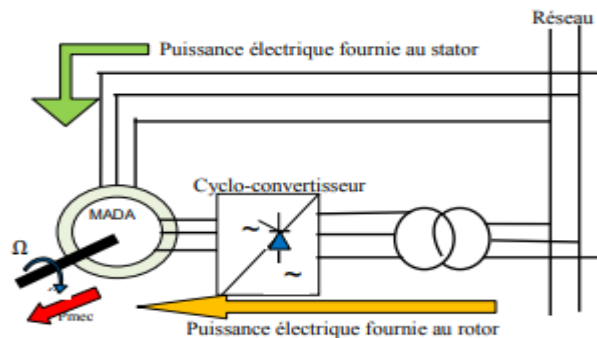 Réseau
Puissance électrique fournie au stator
Cyclo-convertisseur
MADA
~
~
Ω
Pmec
Puissance électrique fournie au rotor